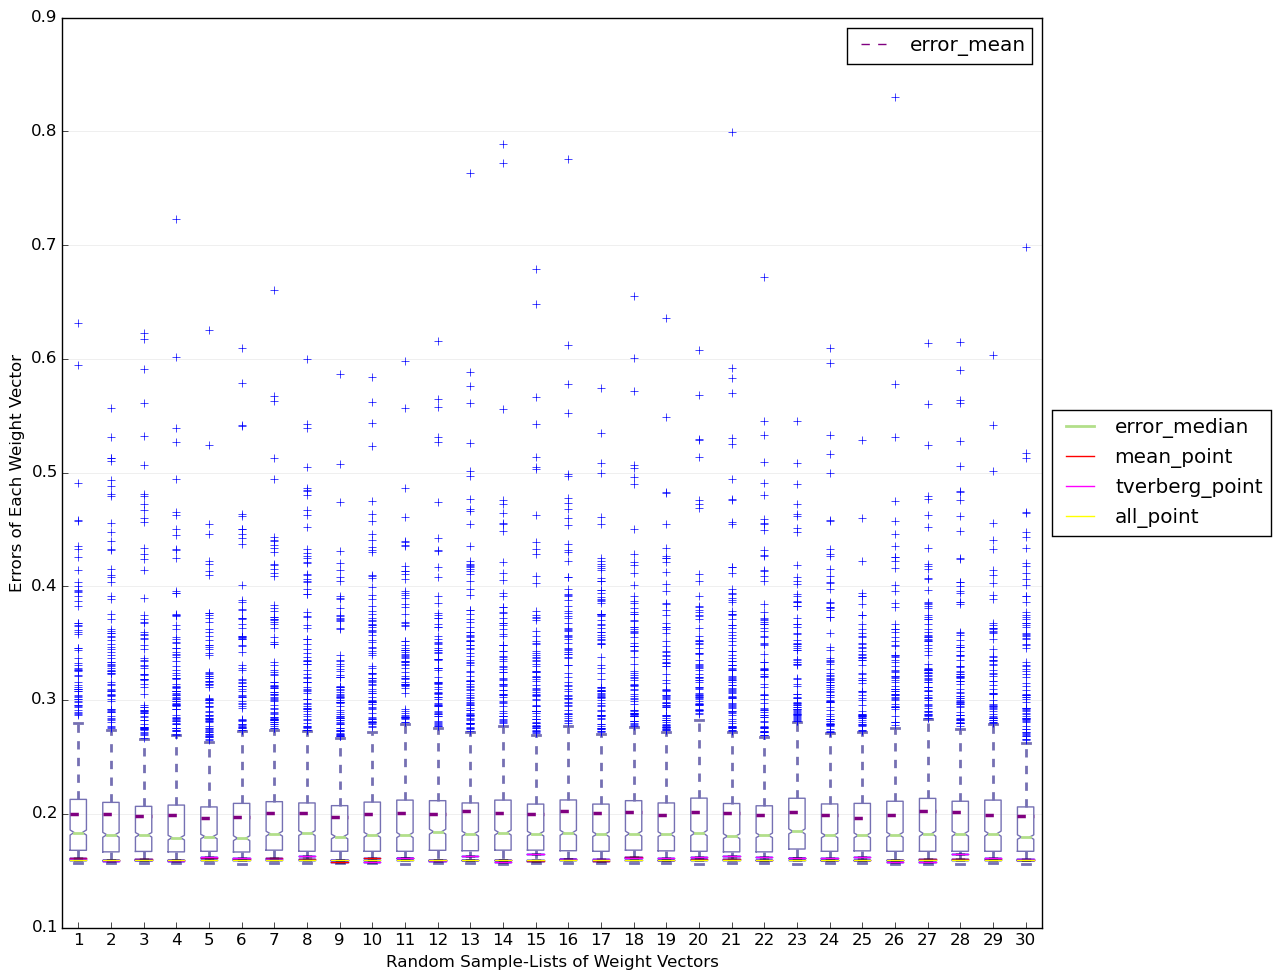 0.9
error_mean
0.8
0.7
0.6
0.5
0.4
0.3
0.2
0.1
Errors of Each Weight Vector
error_median
mean_point
tverberg_point
all_point
1 2 3 4 5 6 7 8 9 10 11 12 13 14 15 16 17 18 19 20 21 22 23 24 25 26 27 28 29 30
Random Sample-Lists of Weight Vectors